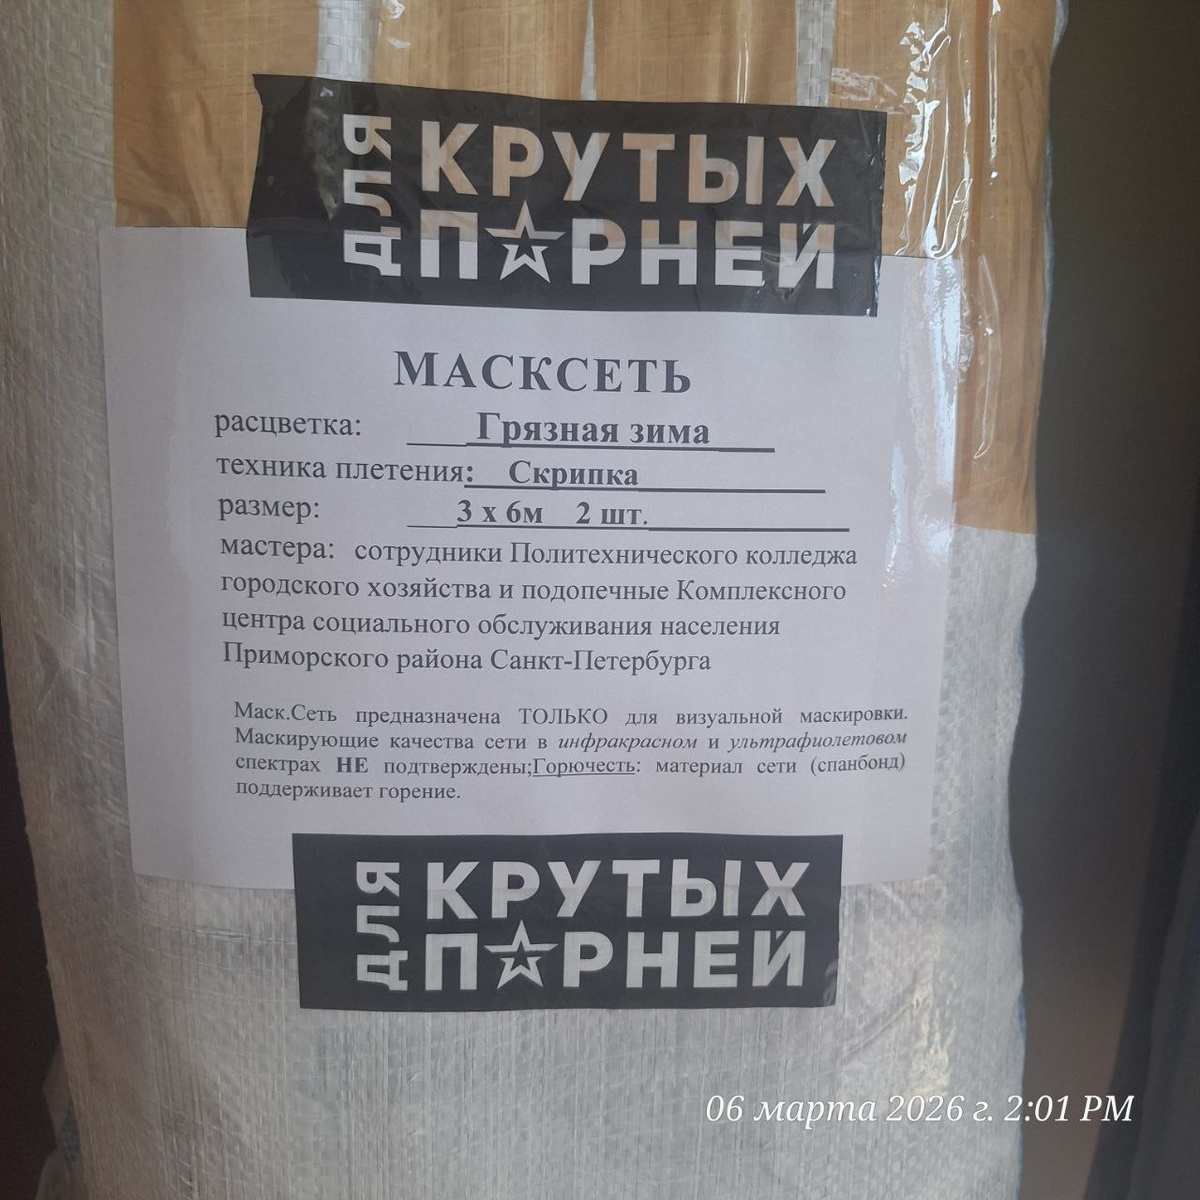 ДЛЯ КРУТЫХ
П☆РНЕЙ
МАСКСЕТЬ
расцветка: Грязная зима
техника плетения: Скрипка
размер: 3 х 6м 2 шт.
мастера: сотрудники Политехнического колледжа
городского хозяйства и подопечные Комплексного
центра социального обслуживания населения
Приморского района Санкт-Петербурга
Маск.Сеть предназначена ТОЛЬКО для визуальной маскировки.
Маскирующие качества сети в инфракрасном и ультрафиолетовом
спектрах НЕ подтверждены;Горючесть: материал сети (спанбонд)
поддерживает горение.
ДЛЯ КРУТЫХ
П☆РНЕЙ
06 марта 2026 г. 2:01 PM